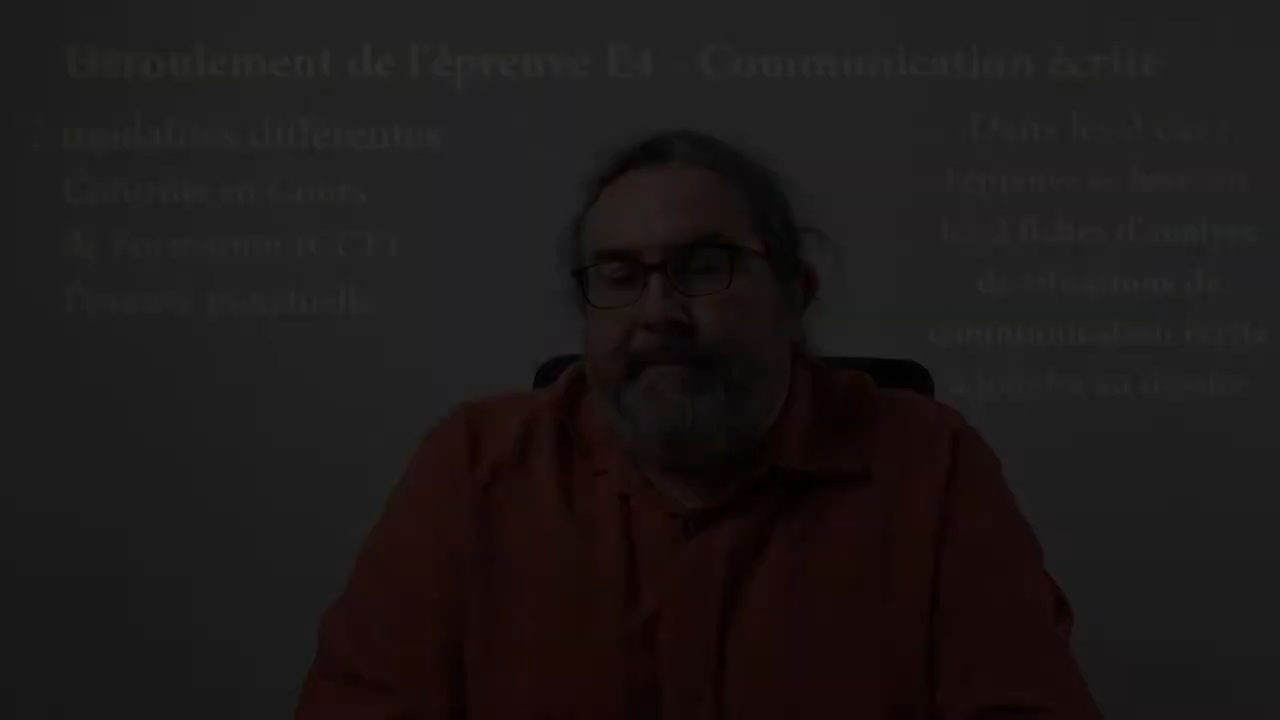 Déroulement de l'épreuve E4 - Communication écrite
2 modalités différentes
Contrôle en Cours
de Formation (CCF)
Épreuve ponctuelle
Dans les 2 cas :
l'épreuve se base sur
les 2 fiches d'analyse
de situations de
communication écrite
à joindre au dossier